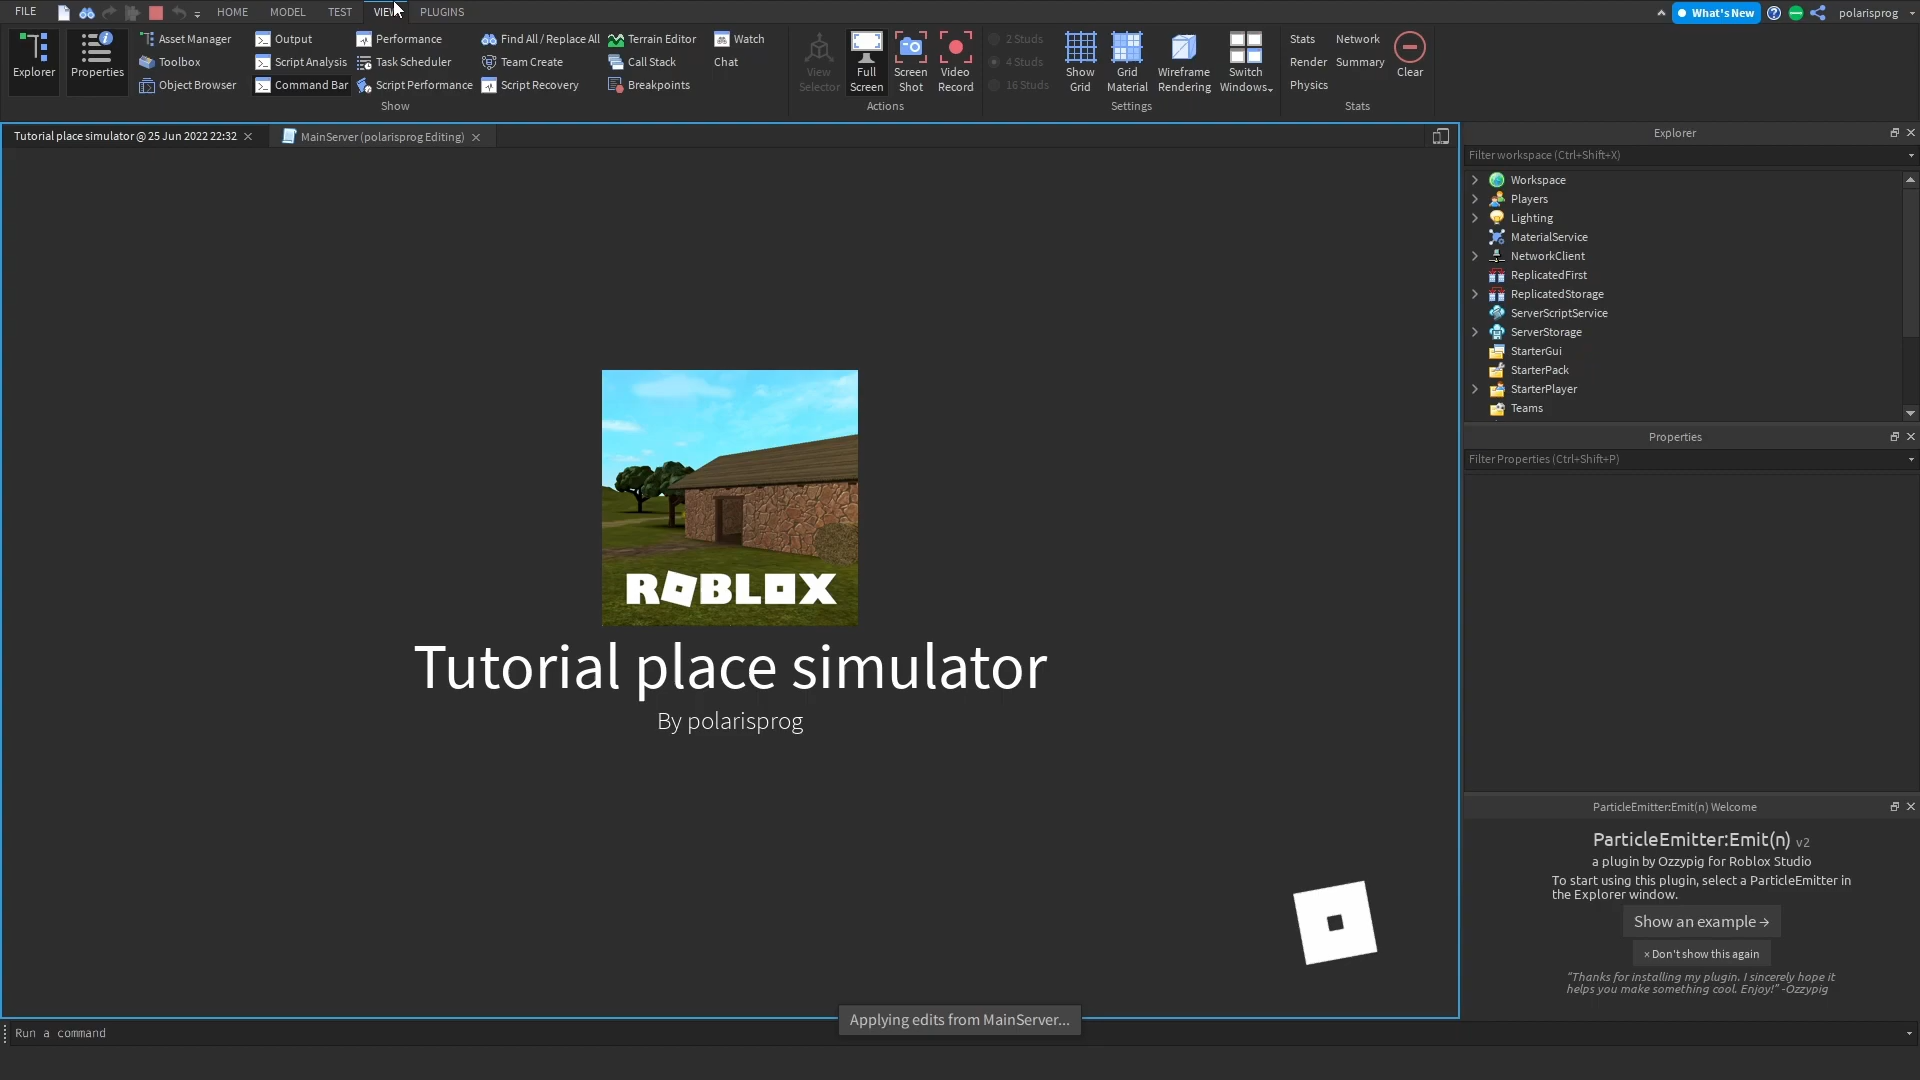 FILE
HOME
MODEL
TEST
VIEW
PLUGINS
What's New
polarisprog
Explorer
Properties
Asset Manager
Toolbox
Object Browser
Output
Script Analysis
Command Bar
Performance
Task Scheduler
Script Performance
Find All / Replace All
Team Create
Script Recovery
Terrain Editor
Call Stack
Breakpoints
Watch
Chat
Show
View
Selector
Full
Screen
Screen
Shot
Video
Record
Actions
2 Studs
4 Studs
16 Studs
Show
Grid
Grid
Material
Wireframe
Rendering
Switch
Windows
Settings
Stats
Render
Physics
Network
Summary
Clear
Stats
Tutorial place simulator @ 25 Jun 2022 22:32
MainServer (polarisprog Editing)
ROBLOX
Tutorial place simulator
By polarisprog
Applying edits from MainServer...
Run a command
Explorer
Filter workspace (Ctrl+Shift+X)
Workspace
Players
Lighting
MaterialService
NetworkClient
ReplicatedFirst
ReplicatedStorage
ServerScriptService
ServerStorage
StarterGui
StarterPack
StarterPlayer
Teams
Properties
Filter Properties (Ctrl+Shift+P)
ParticleEmitter:Emit(n) Welcome
ParticleEmitter:Emit(n) v2
a plugin by Ozzypig for Roblox Studio
To start using this plugin, select a ParticleEmitter in
the Explorer window.
Show an example →
× Don't show this again
"Thanks for installing my plugin. I sincerely hope it
helps you make something cool. Enjoy!" -Ozzypig